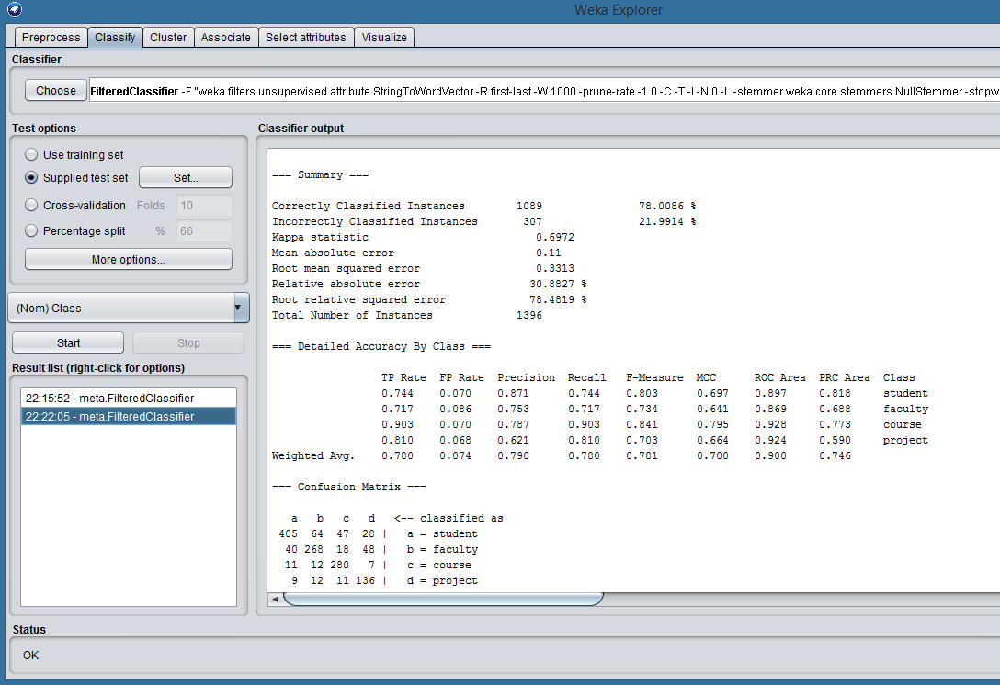 Weka Explorer
Preprocess Classify Cluster Associate Select attributes Visualize
Classifier
Choose FilteredClassifier -F "weka.filters.unsupervised.attribute.StringToWordVector -R first-last -W 1000 -prune-rate -1.0 -C -T -I -N 0 -L -stemmer weka.core.stemmers.NullStemmer -stopw
Test options
Use training set
Supplied test set Set...
Cross-validation Folds 10
Percentage split % 66
More options...
(Nom) Class
Start Stop
Result list (right-click for options)
22:15:52 - meta.FilteredClassifier
22:22:05 - meta.FilteredClassifier
Classifier output
=== Summary ===
Correctly Classified Instances 1089 78.0086 %
Incorrectly Classified Instances 307 21.9914 %
Kappa statistic 0.6972
Mean absolute error 0.11
Root mean squared error 0.3313
Relative absolute error 30.8827 %
Root relative squared error 78.4819 %
Total Number of Instances 1396
=== Detailed Accuracy By Class ===
TP Rate FP Rate Precision Recall F-Measure MCC ROC Area PRC Area Class
0.744 0.070 0.871 0.744 0.803 0.697 0.897 0.818 student
0.717 0.086 0.753 0.717 0.734 0.641 0.869 0.688 faculty
0.903 0.070 0.787 0.903 0.841 0.795 0.928 0.773 course
0.810 0.068 0.621 0.810 0.703 0.664 0.924 0.590 project
Weighted Avg. 0.780 0.074 0.790 0.780 0.781 0.700 0.900 0.746
=== Confusion Matrix ===
a b c d <-- classified as
405 64 47 28 | a = student
40 268 18 48 | b = faculty
11 12 280 7 | c = course
9 12 11 136 | d = project
Status
OK